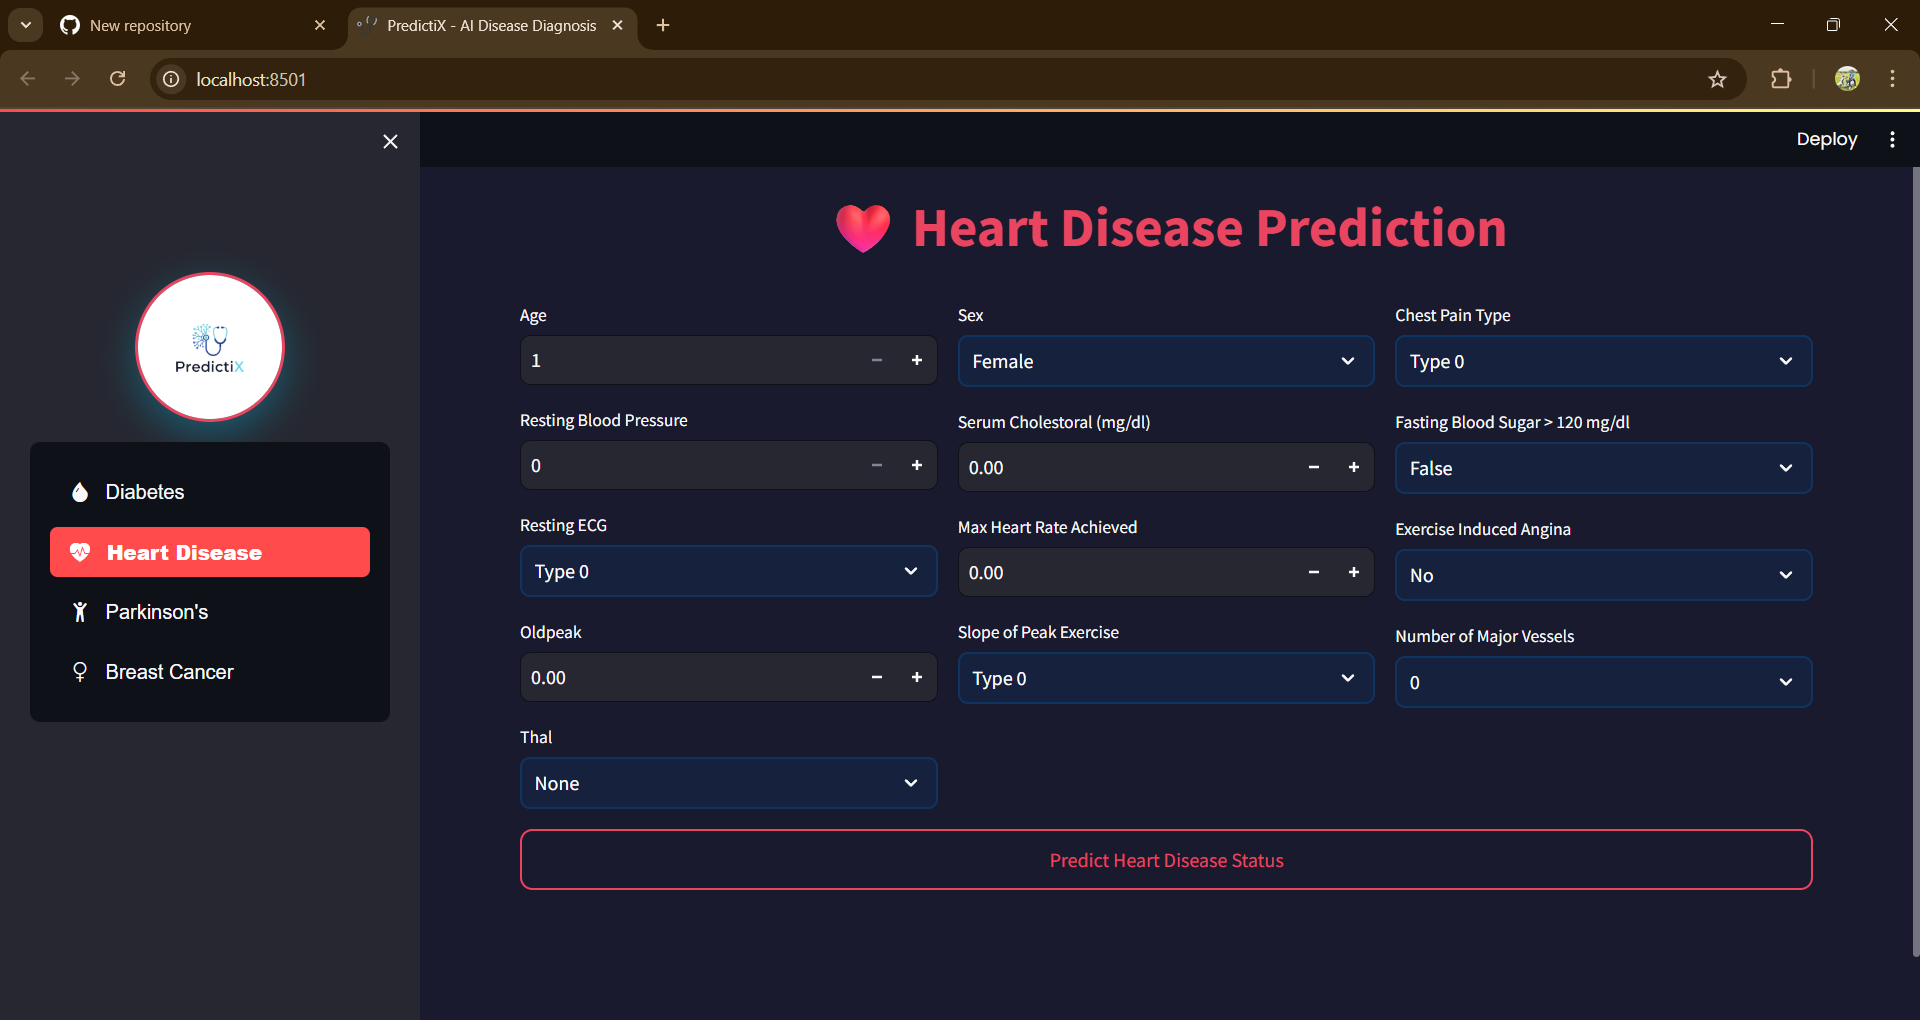 New repository
PredictiX - AI Disease Diagnosis
localhost:8501
Deploy
PredictiX
Diabetes
Heart Disease
Parkinson's
Breast Cancer
Heart Disease Prediction
Age
1
Sex
Female
Chest Pain Type
Type 0
Resting Blood Pressure
0
Serum Cholestoral (mg/dl)
0.00
Fasting Blood Sugar > 120 mg/dl
False
Resting ECG
Type 0
Max Heart Rate Achieved
0.00
Exercise Induced Angina
No
Oldpeak
0.00
Slope of Peak Exercise
Type 0
Number of Major Vessels
0
Thal
None
Predict Heart Disease Status